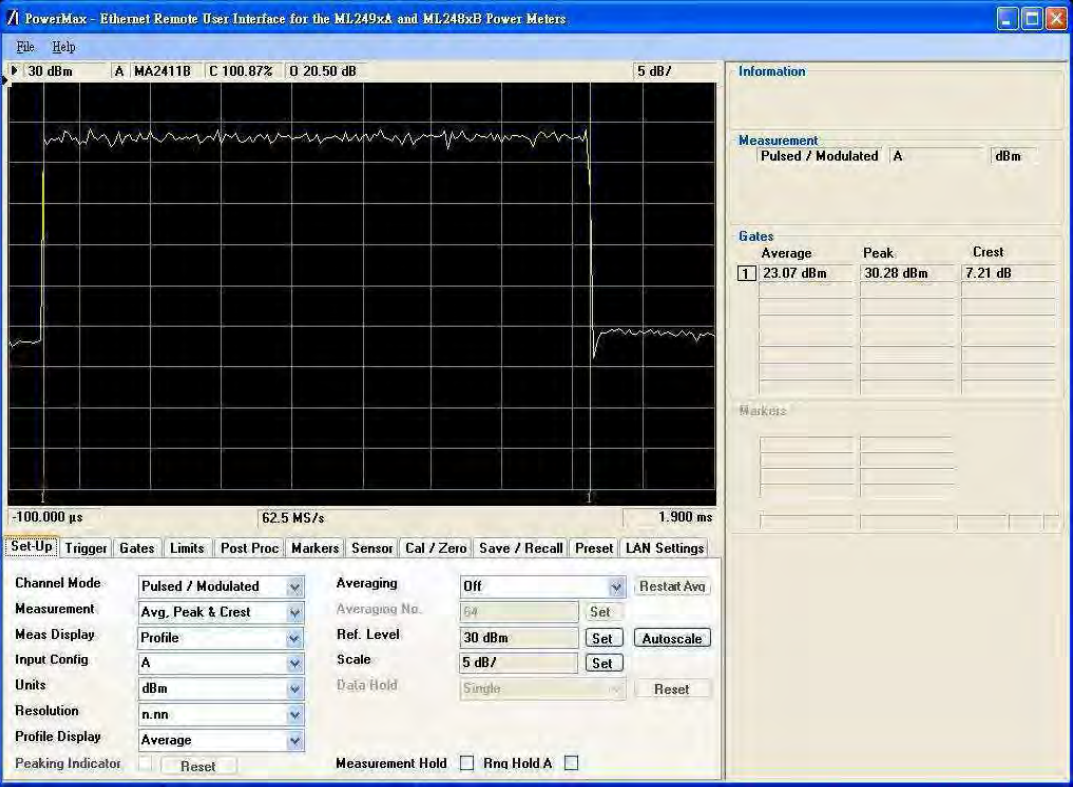 PowerMax - Ethernet Remote User Interface for the ML249xA and ML248xB Power Meters
File Help
30 dBm A MA2411B C 100.87% O 20.50 dB 5 dB/
1 1
-100.000 µs 62.5 MS/s 1.900 ms
Information
Measurement
Pulsed / Modulated A dBm
Gates
Average Peak Crest
1 23.07 dBm 30.28 dBm 7.21 dB
Markers
Set-Up Trigger Gates Limits Post Proc Markers Sensor Cal / Zero Save / Recall Preset LAN Settings
Channel Mode Pulsed / Modulated Averaging Off Restart Avg
Measurement Avg, Peak & Crest Averaging No. 64 Set
Meas Display Profile Ref. Level 30 dBm Set Autoscale
Input Config A Scale 5 dB/ Set
Units dBm Data Hold Single Reset
Resolution n.nn
Profile Display Average
Peaking Indicator Reset Measurement Hold Rng Hold A